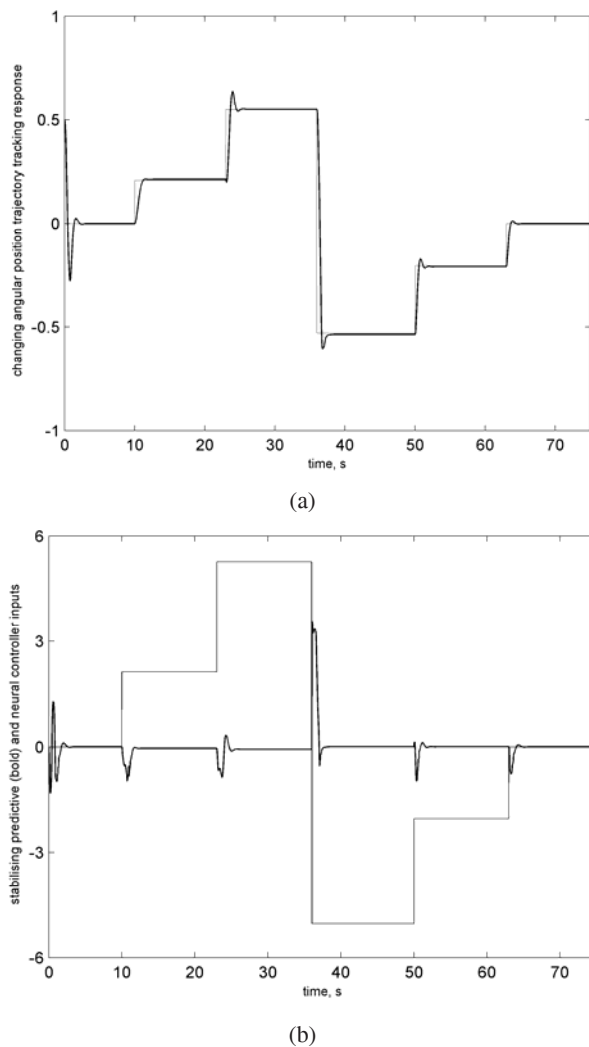 changing angular position trajectory tracking response
1
0.5
0
-0.5
-1
0 10 20 30 40 50 60 70
time, s
(a)
stabilising predictive (bold) and neural controller inputs
6
3
0
-3
-6
0 10 20 30 40 50 60 70
time, s
(b)